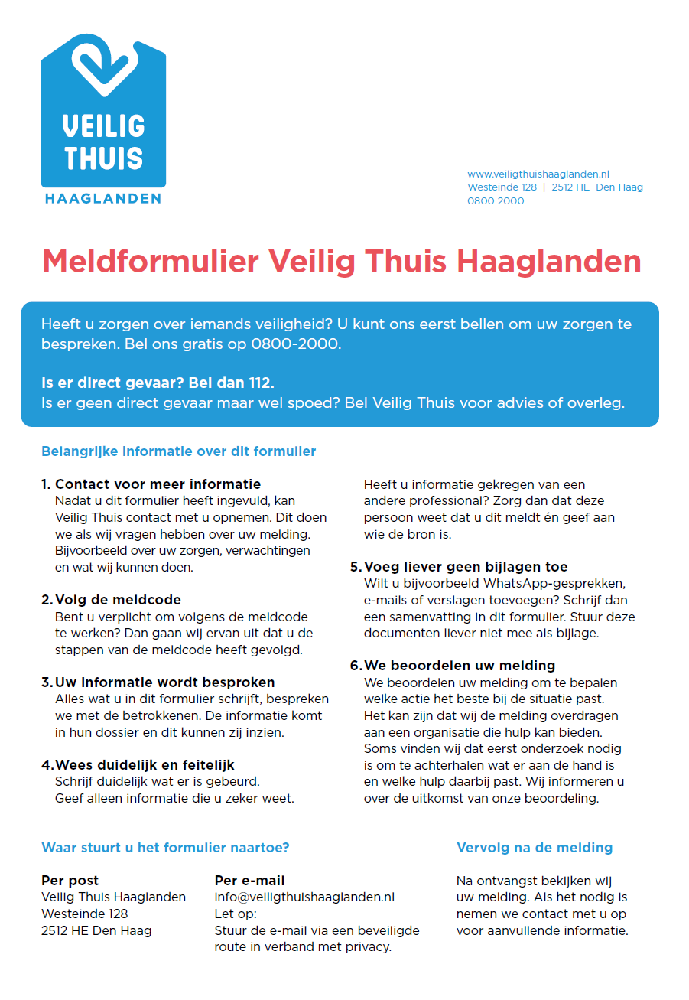 VEILIG
THUIS
HAAGLANDEN
www.veiligthuishaaglanden.nl
Westeinde 128 | 2512 HE Den Haag
0800 2000
Meldformulier Veilig Thuis Haaglanden
Heeft u zorgen over iemands veiligheid? U kunt ons eerst bellen om uw zorgen te
bespreken. Bel ons gratis op 0800-2000.
Is er dIrect gevaar? Bel dan 112.
Is er geen direct gevaar maar wel spoed? Bel Veilig Thuis voor advies of overleg.
Belangrijke informatie over dit formulier
1. Contact voor meer informatie
Nadat u dit formulier heeft ingevuld, kan
Veilig Thuis contact met u opnemen. Dit doen
we als wij vragen hebben over uw melding.
Bijvoorbeeld over uw zorgen, verwachtingen
en wat wij kunnen doen.
2. Volg de meldcode
Bent u verplicht om volgens de meldcode
te werken? Dan gaan wij ervan uit dat u de
stappen van de meldcode heeft gevolgd.
3. Uw informatie wordt besproken
Alles wat u in dit formulier schrijft, bespreken
we met de betrokkenen. De informatie komt
in hun dossier en dit kunnen zij inzien.
4. Wees duidelijk en feitelijk
Schrijf duidelijk wat er is gebeurd.
Geef alleen informatie die u zeker weet.
Heeft u informatie gekregen van een
andere professional? Zorg dan dat deze
persoon weet dat u dit meldt én geef aan
wie de bron is.
5. Voeg liever geen bijlagen toe
Wilt u bijvoorbeeld WhatsApp-gesprekken,
e-mails of verslagen toevoegen? Schrijf dan
een samenvatting in dit formulier. Stuur deze
documenten liever niet mee als bijlage.
6. We beoordelen uw melding
We beoordelen uw melding om te bepalen
welke actie het beste bij de situatie past.
Het kan zijn dat wij de melding overdragen
aan een organisatie die hulp kan bieden.
Soms vinden wij dat eerst onderzoek nodig
is om te achterhalen wat er aan de hand is
en welke hulp daarbij past. Wij informeren u
over de uitkomst van onze beoordeling.
Waar stuurt u het formulier naartoe?
Per post
Veilig Thuis Haaglanden
Westeinde 128
2512 HE Den Haag
Per e-mail
info@veiligthuishaaglanden.nl
Let op:
Stuur de e-mail via een beveiligde
route in verband met privacy.
Vervolg na de melding
Na ontvangst bekijken wij
uw melding. Als het nodig is
nemen we contact met u op
voor aanvullende informatie.